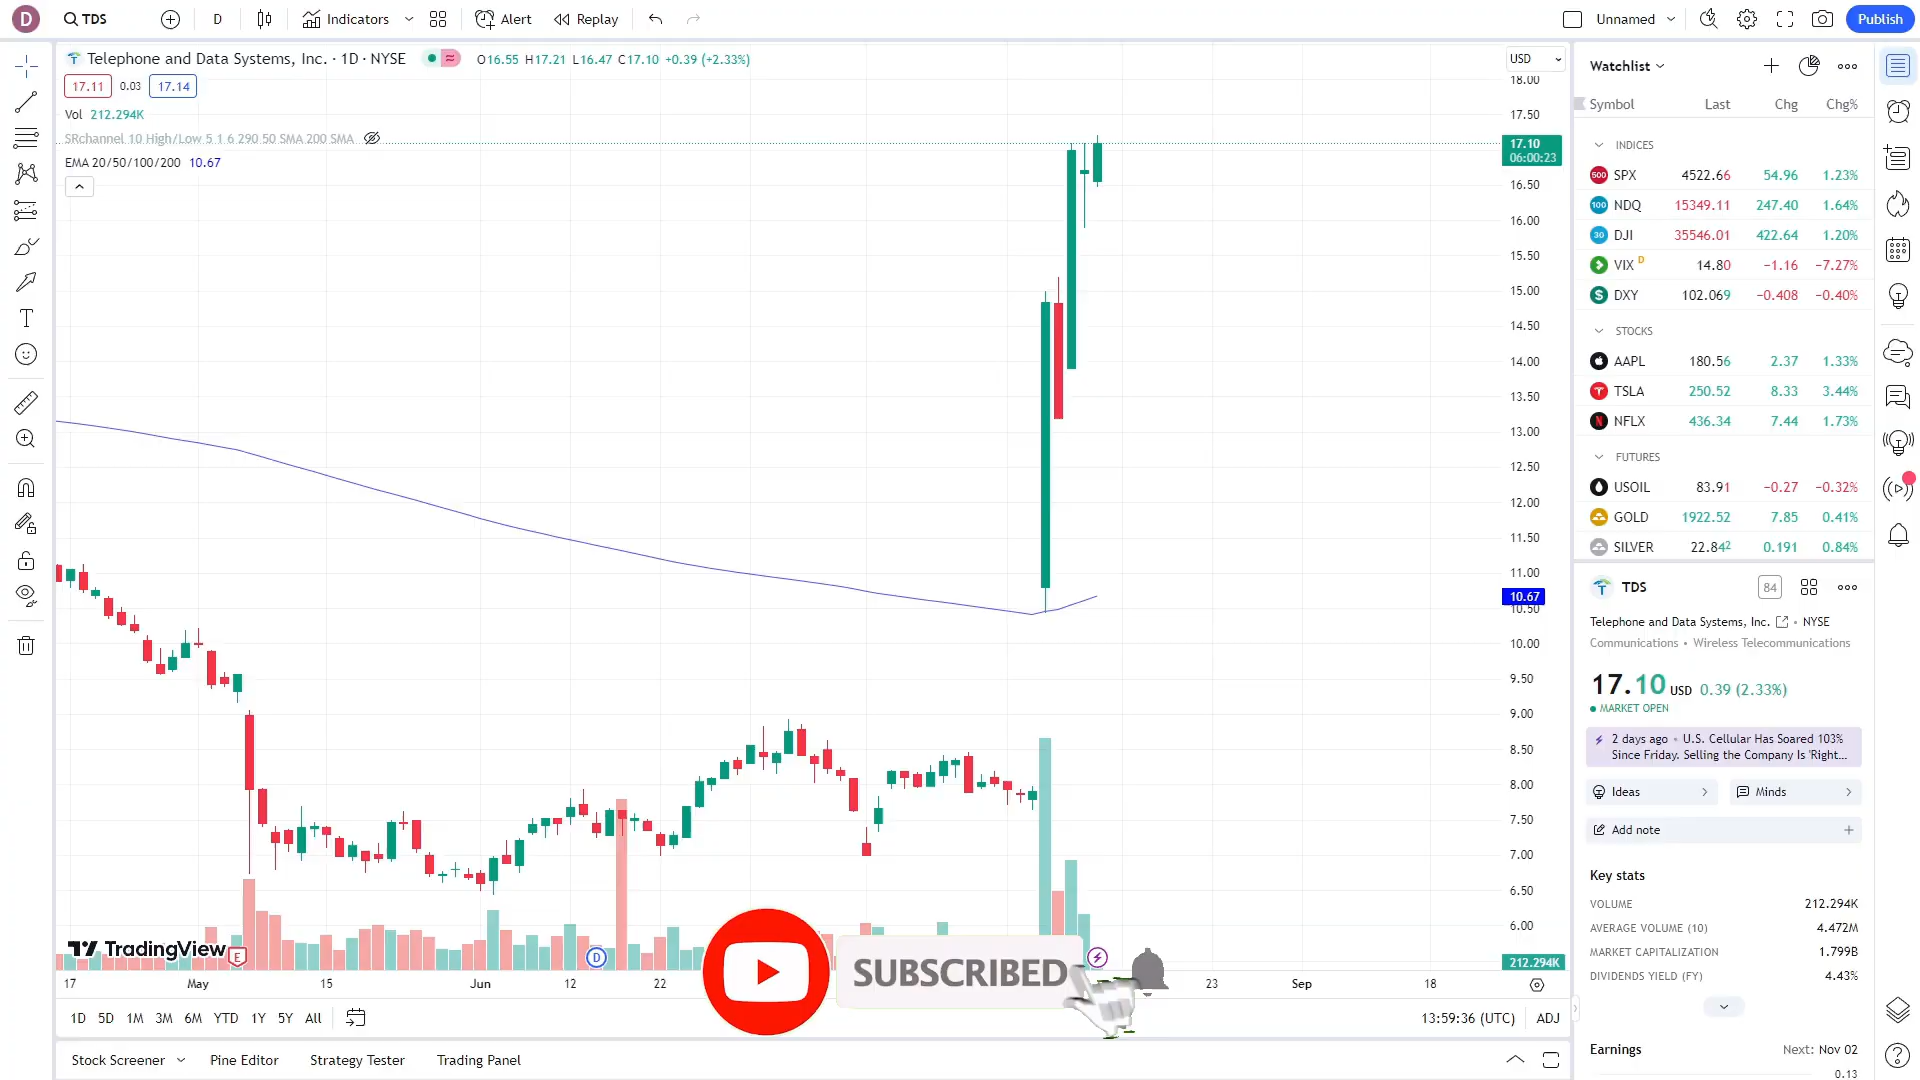 D
TDS
D
Indicators
Alert
Replay
Unnamed
Publish
Telephone and Data Systems, Inc. · 1D · NYSE
O16.55 H17.21 L16.47 C17.10 +0.39 (+2.33%)
17.11 0.03 17.14
Vol 212.294K
SRchannel 10 High/Low 5 1 6 290 50 SMA 200 SMA
EMA 20/50/100/200 10.67
USD
18.00
17.50
17.10
06:00:23
16.50
16.00
15.50
15.00
14.50
14.00
13.50
13.00
12.50
12.00
11.50
11.00
10.67
10.50
10.00
9.50
9.00
8.50
8.00
7.50
7.00
6.50
6.00
212.294K
TradingView
E
D
SUBSCRIBED
17 May 15 Jun 12 22 23 Sep 18
1D 5D 1M 3M 6M YTD 1Y 5Y All
13:59:36 (UTC) ADJ
Stock Screener Pine Editor Strategy Tester Trading Panel
Watchlist
Symbol Last Chg Chg%
INDICES
500 SPX 4522.66 54.96 1.23%
100 NDQ 15349.11 247.40 1.64%
30 DJI 35546.01 422.64 1.20%
VIX D 14.80 −1.16 −7.27%
$ DXY 102.069 −0.408 −0.40%
STOCKS
AAPL 180.56 2.37 1.33%
TSLA 250.52 8.33 3.44%
N NFLX 436.34 7.44 1.73%
FUTURES
USOIL 83.91 −0.27 −0.32%
GOLD 1922.52 7.85 0.41%
SILVER 22.842 0.191 0.84%
TDS 84
Telephone and Data Systems, Inc. • NYSE
Communications • Wireless Telecommunications
17.10 USD 0.39 (2.33%)
MARKET OPEN
2 days ago • U.S. Cellular Has Soared 103%
Since Friday. Selling the Company Is 'Right...
Ideas
Minds
Add note
Key stats
VOLUME 212.294K
AVERAGE VOLUME (10) 4.472M
MARKET CAPITALIZATION 1.799B
DIVIDENDS YIELD (FY) 4.43%
Earnings Next: Nov 02
0.13